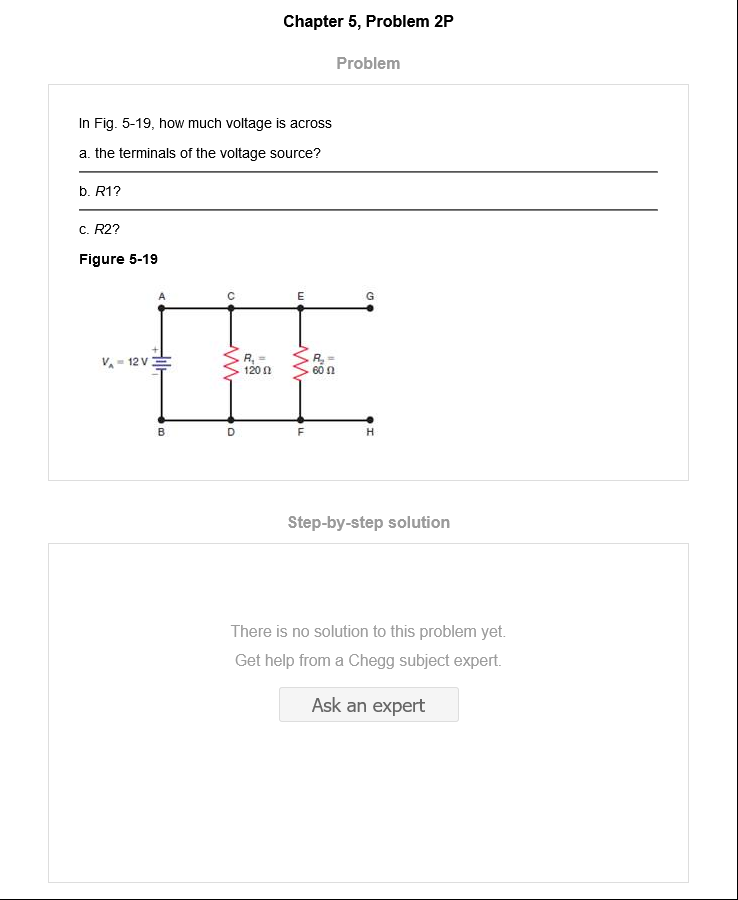 Chapter 5, Problem 2P
Problem
In Fig. 5-19, how much voltage is across
a. the terminals of the voltage source?
b. R1?
c. R2?
Figure 5-19
A C E G
+
V_A = 12 V
-
R₁ =
120 Ω
R₂ =
60 Ω
B D F H
Step-by-step solution
There is no solution to this problem yet.
Get help from a Chegg subject expert.
Ask an expert